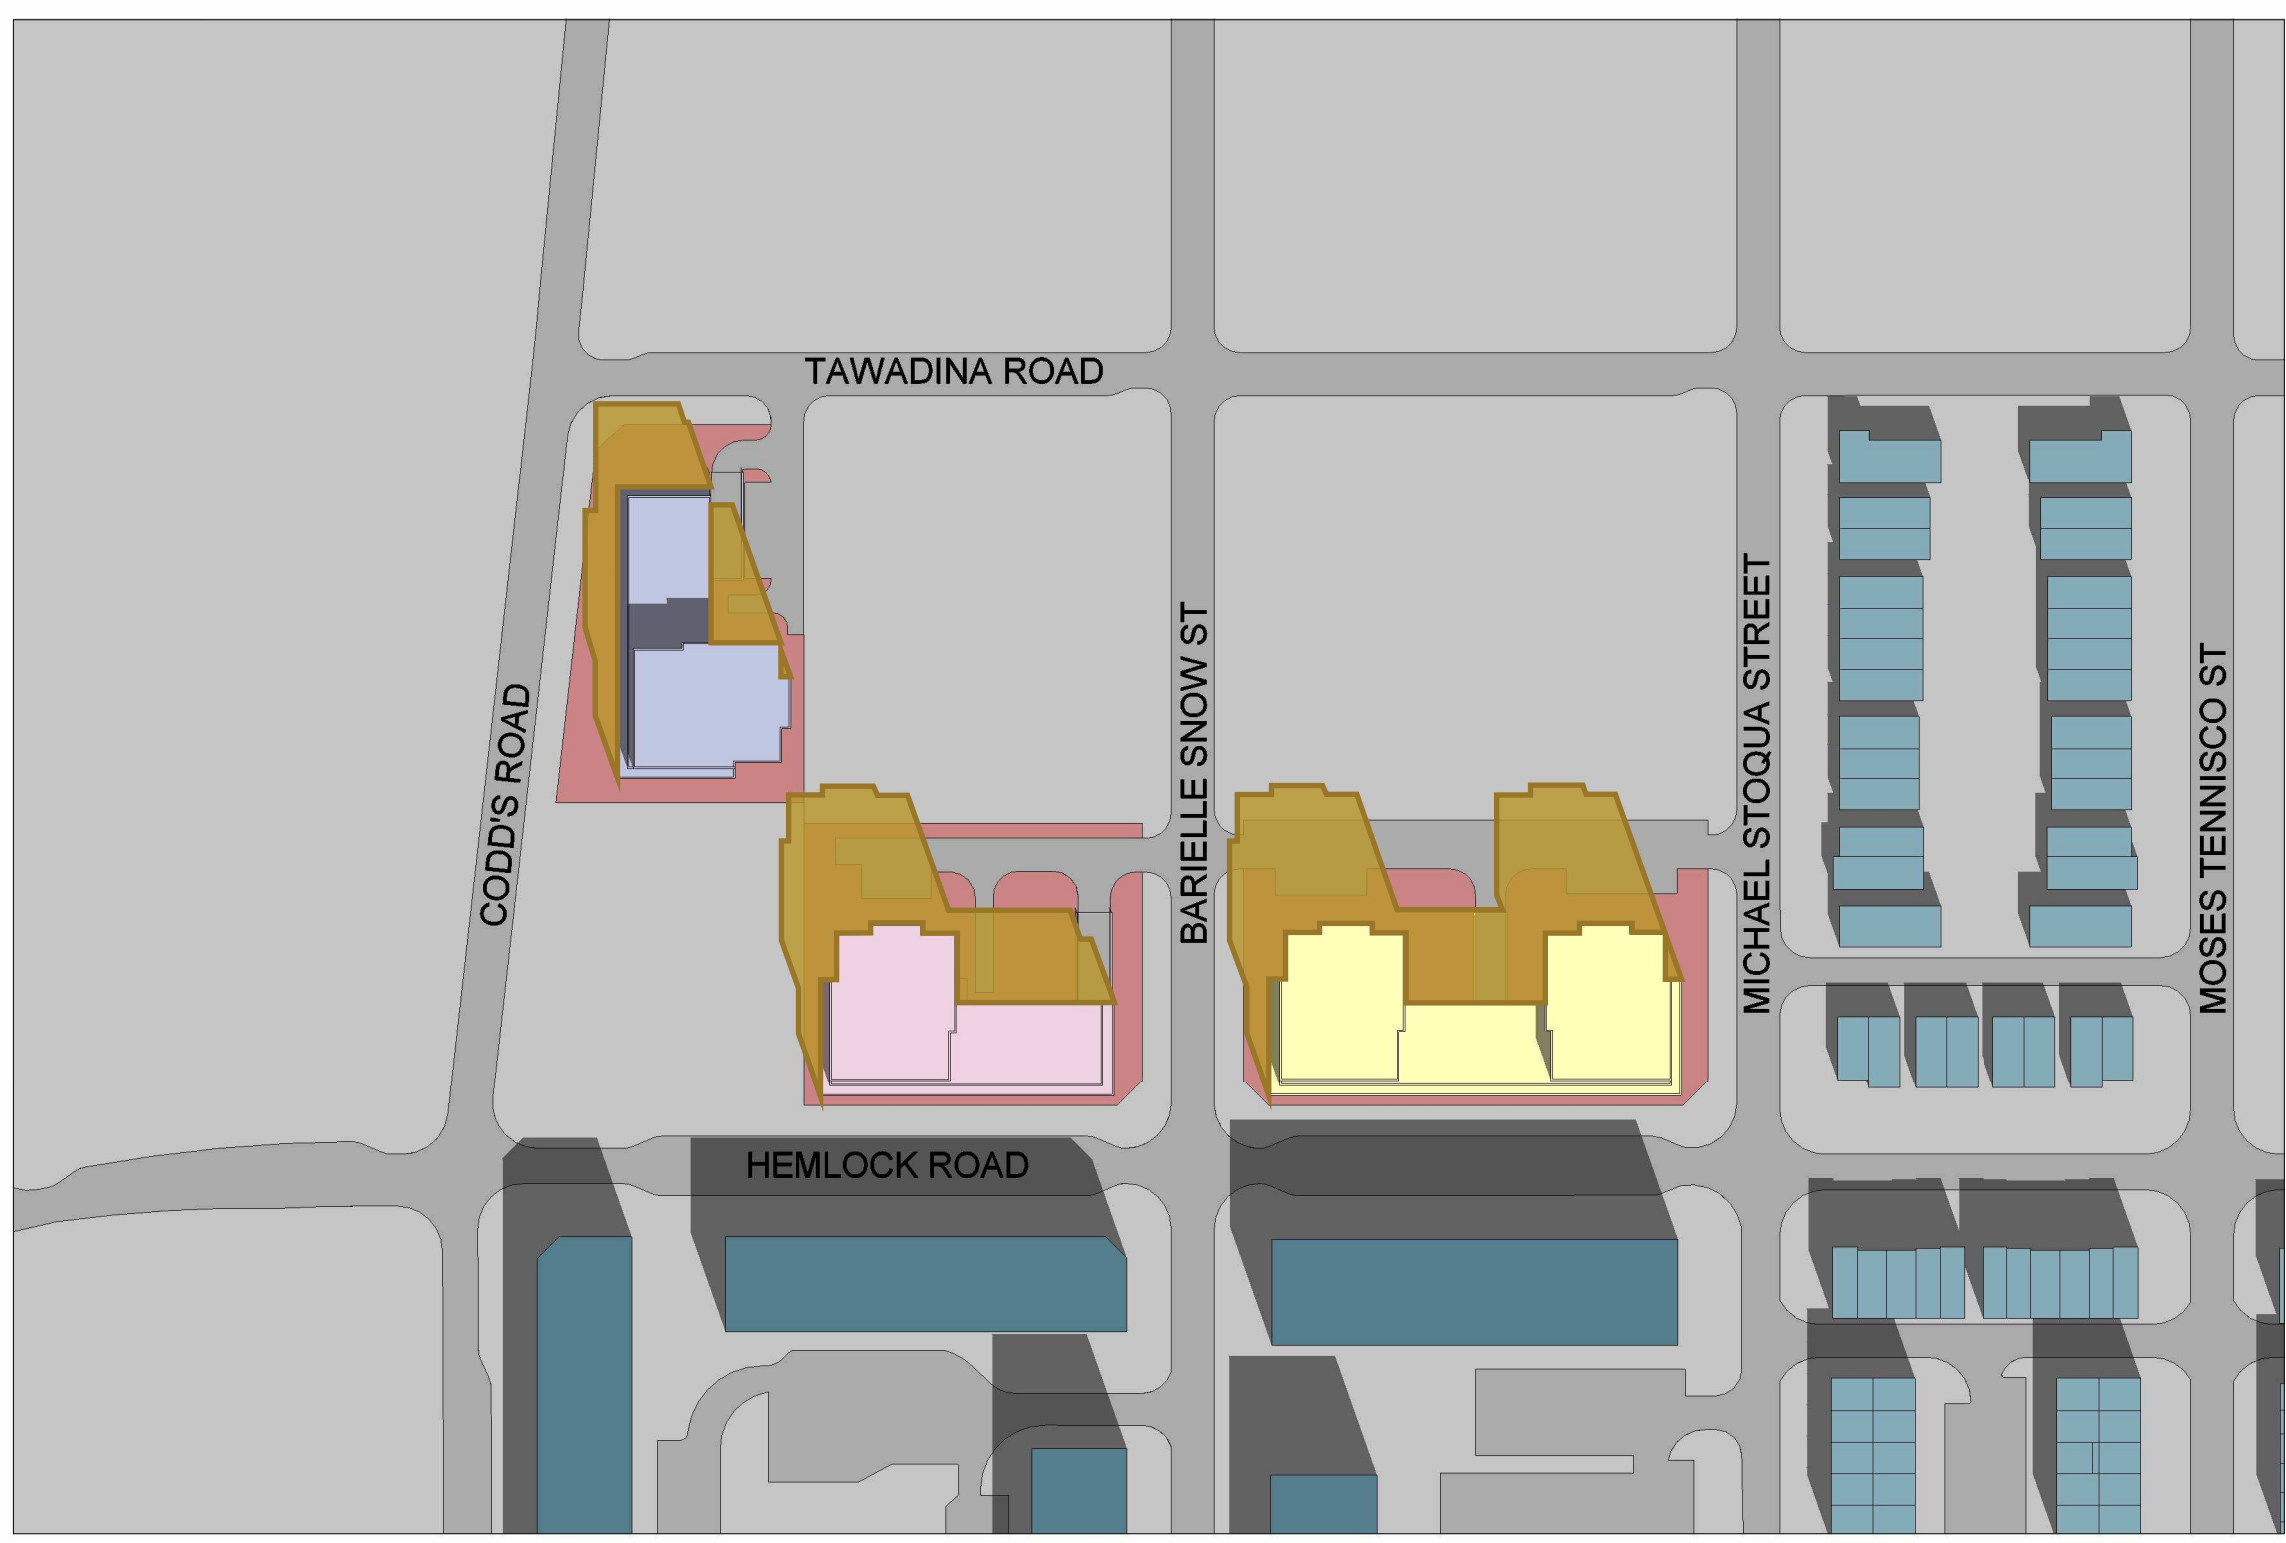 TAWADINA ROAD
CODD'S ROAD
BARIELLE SNOW ST
MICHAEL STOQUA STREET
MOSES TENNISCO ST
HEMLOCK ROAD